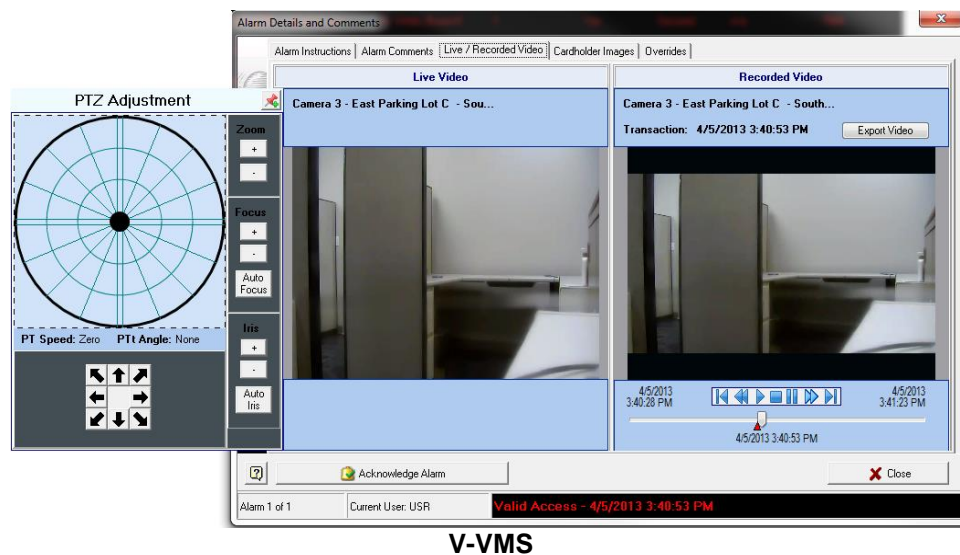 Alarm Details and Comments
Alarm Instructions Alarm Comments Live / Recorded Video Cardholder Images Overrides
Live Video Recorded Video
PTZ Adjustment
Camera 3 - East Parking Lot C - Sou...
Camera 3 - East Parking Lot C - South...
Transaction: 4/5/2013 3:40:53 PM Export Video
Zoom
+
-
Focus
+
-
Auto
Focus
Iris
+
-
Auto
Iris
PT Speed: Zero PTt Angle: None
4/5/2013
3:40:28 PM
4/5/2013
3:41:23 PM
4/5/2013 3:40:53 PM
? Acknowledge Alarm Close
Alarm 1 of 1 Current User: USR Valid Access - 4/5/2013 3:40:53 PM
V-VMS